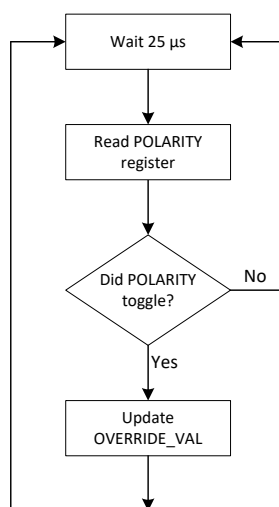 Wait 25 µs
Read POLARITY
register
Did POLARITY
toggle?
No
Yes
Update
OVERRIDE_VAL